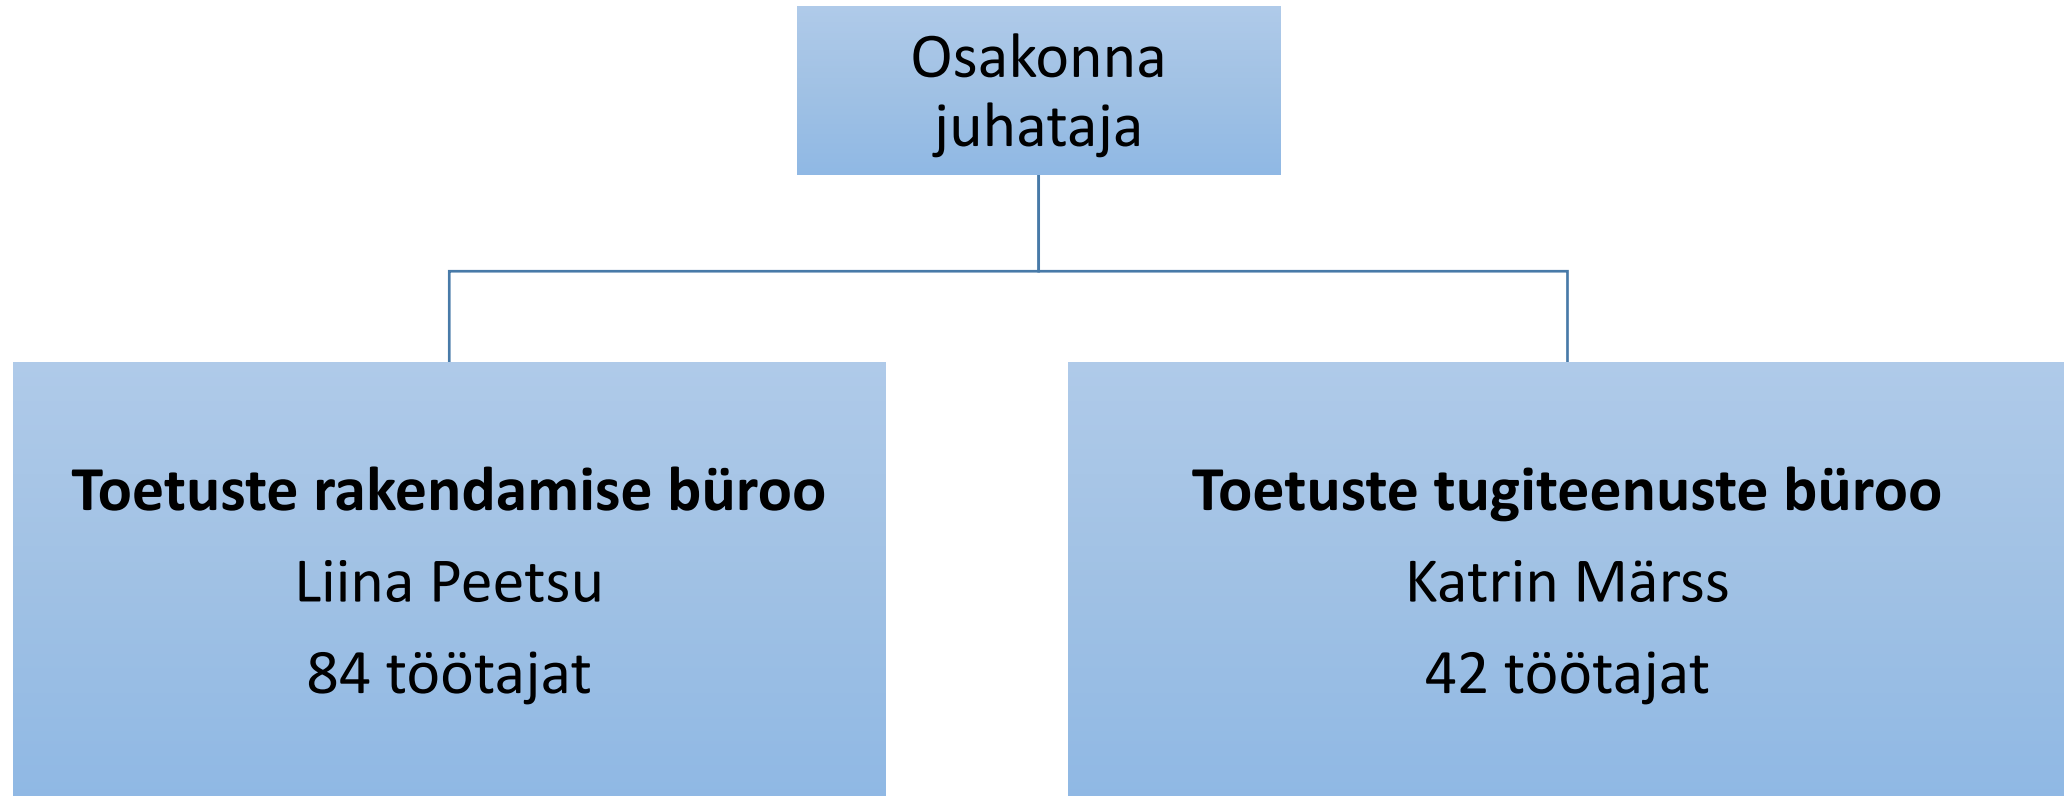 Osakonna
juhataja
Toetuste rakendamise büroo
Liina Peetsu
84 töötajat
Toetuste tugiteenuste büroo
Katrin Märss
42 töötajat